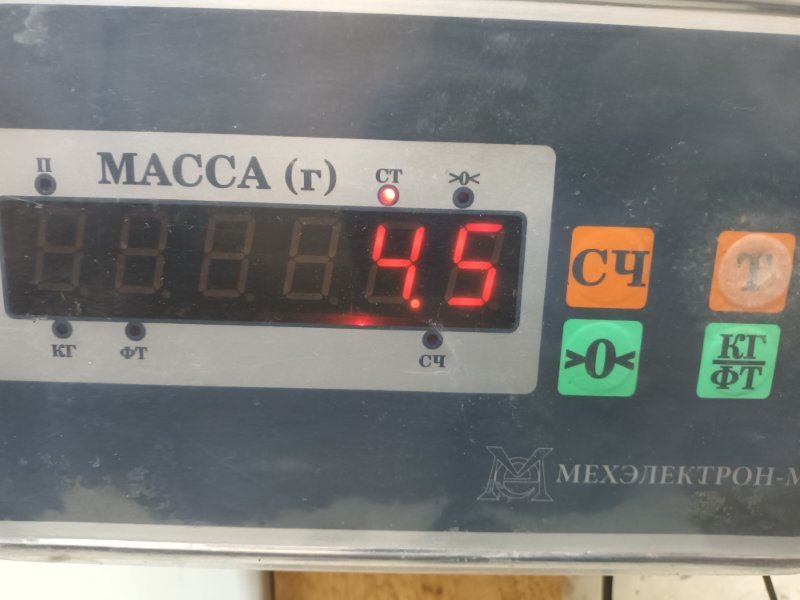 П МАССА (г) СТ >0<
4.5
КГ ФТ СЧ
СЧ Т
>0< КГ/ФТ
МЕХЭЛЕКТРОН-М